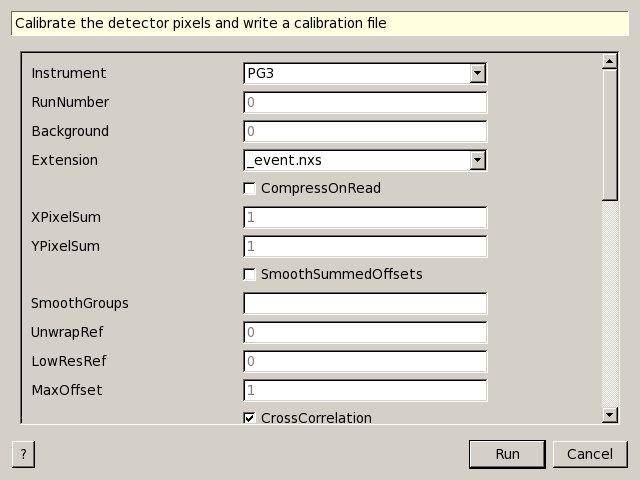 Calibrate the detector pixels and write a calibration file
Instrument PG3
RunNumber 0
Background 0
Extension _event.nxs
CompressOnRead
XPixelSum 1
YPixelSum 1
SmoothSummedOffsets
SmoothGroups
UnwrapRef 0
LowResRef 0
MaxOffset 1
CrossCorrelation
? Run Cancel